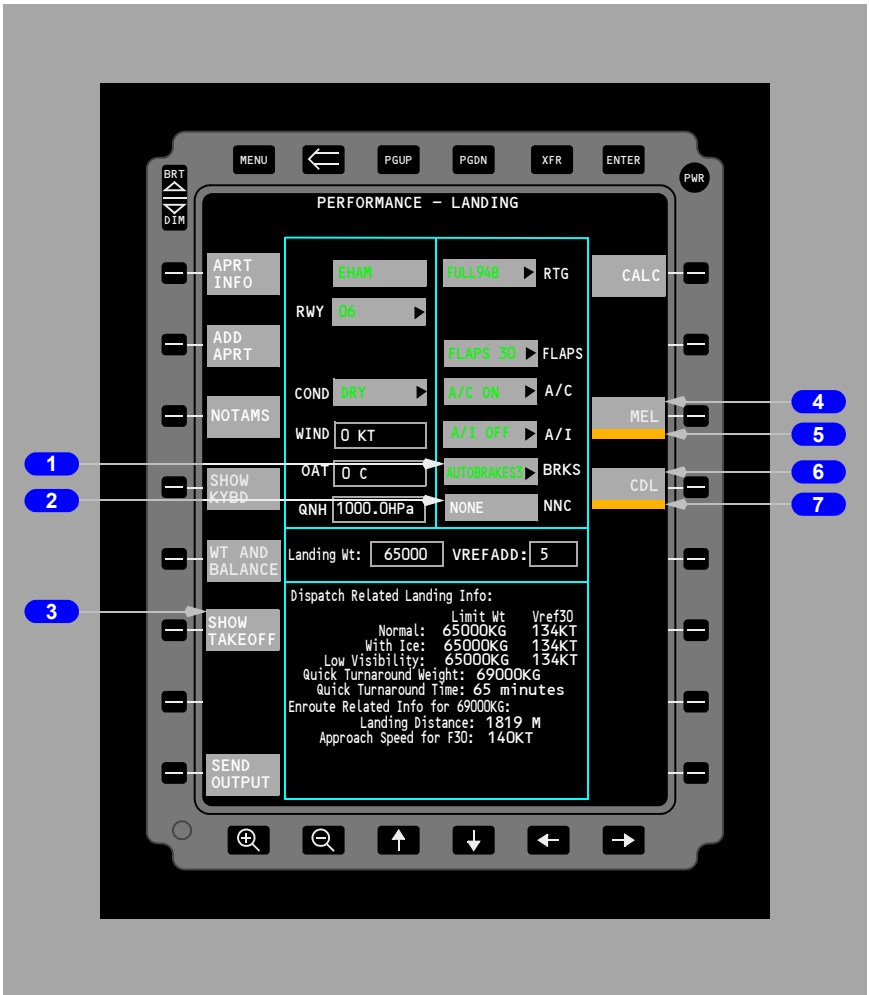 MENU
PGUP
PGDN
XFR
ENTER
BRT
DIM
PWR
PERFORMANCE – LANDING
APRT
INFO
EHAM
FULL94B
RTG
CALC
RWY
06
ADD
APRT
FLAPS 30
FLAPS
COND
DRY
A/C ON
A/C
4
NOTAMS
MEL
WIND
0 KT
A/I OFF
A/I
5
1
OAT
0 C
AUTOBRAKES3
BRKS
6
SHOW
KYBD
CDL
2
QNH
1000.0HPa
NONE
NNC
7
WT AND
BALANCE
Landing Wt:
65000
VREFADD:
5
Dispatch Related Landing Info:
3
SHOW
TAKEOFF
Limit Wt Vref30
Normal: 65000KG 134KT
With Ice: 65000KG 134KT
Low Visibility: 65000KG 134KT
Quick Turnaround Weight: 69000KG
Quick Turnaround Time: 65 minutes
Enroute Related Info for 69000KG:
Landing Distance: 1819 M
Approach Speed for F30: 140KT
SEND
OUTPUT